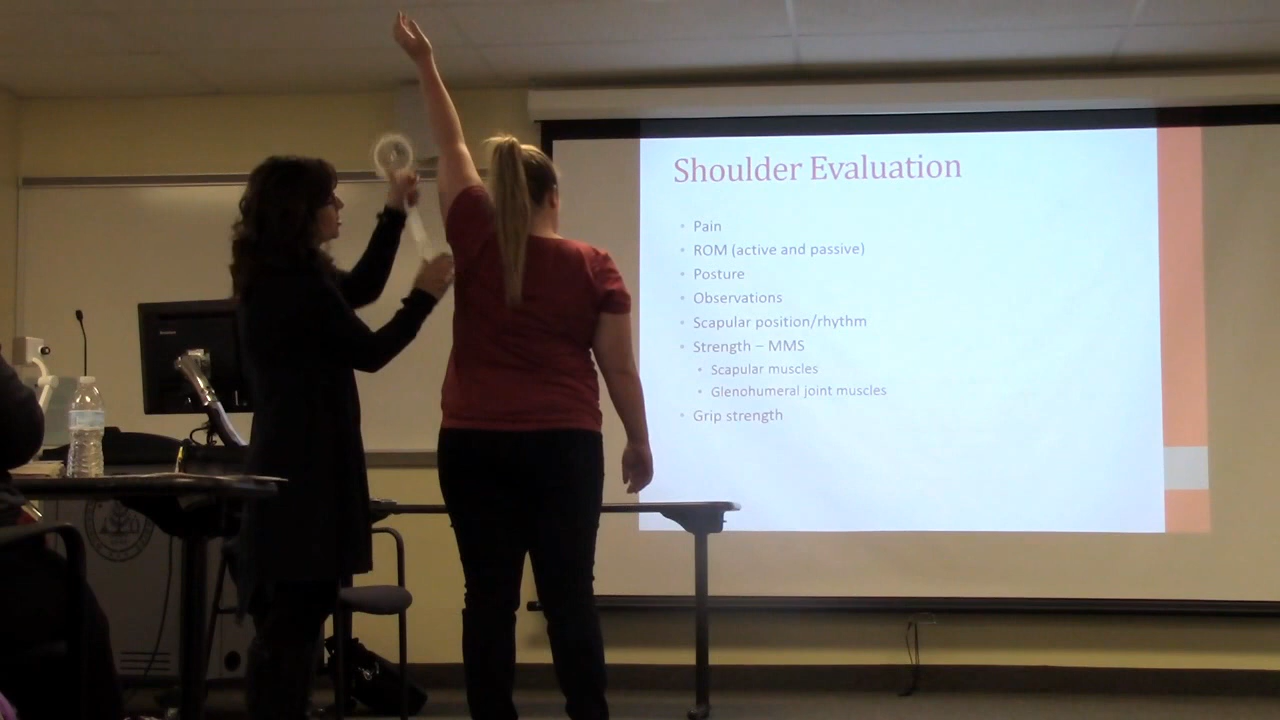 Shoulder Evaluation
• Pain
• ROM (active and passive)
• Posture
• Observations
• Scapular position/rhythm
• Strength – MMS
• Scapular muscles
• Glenohumeral joint muscles
• Grip strength